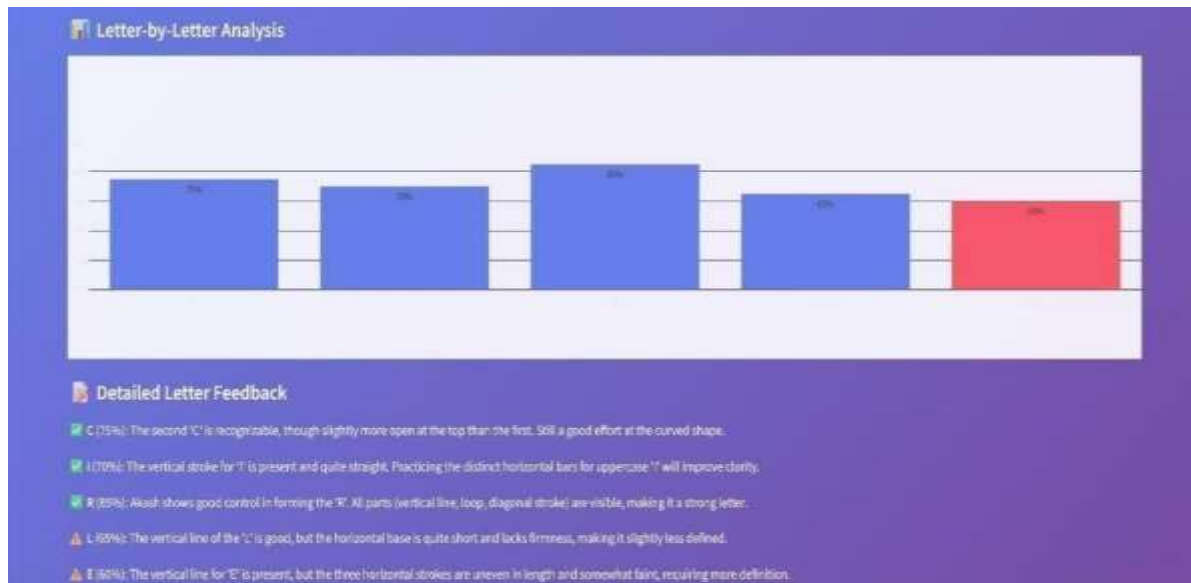 📊 Letter-by-Letter Analysis
75% 70% 85% 65% 60%
📝 Detailed Letter Feedback
✅ C (75%): The second 'C' is recognizable, though slightly more open at the top than the first. Still a good effort at the curved shape.
✅ I (70%): The vertical stroke for 'I' is present and quite straight. Practicing the distinct horizontal bars for uppercase 'I' will improve clarity.
✅ R (85%): Akash shows good control in forming the 'R'. All parts (vertical line, loop, diagonal stroke) are visible, making it a strong letter.
⚠️ L (65%): The vertical line of the 'L' is good, but the horizontal base is quite short and lacks firmness, making it slightly less defined.
⚠️ E (60%): The vertical line for 'E' is present, but the three horizontal strokes are uneven in length and somewhat faint, requiring more definition.